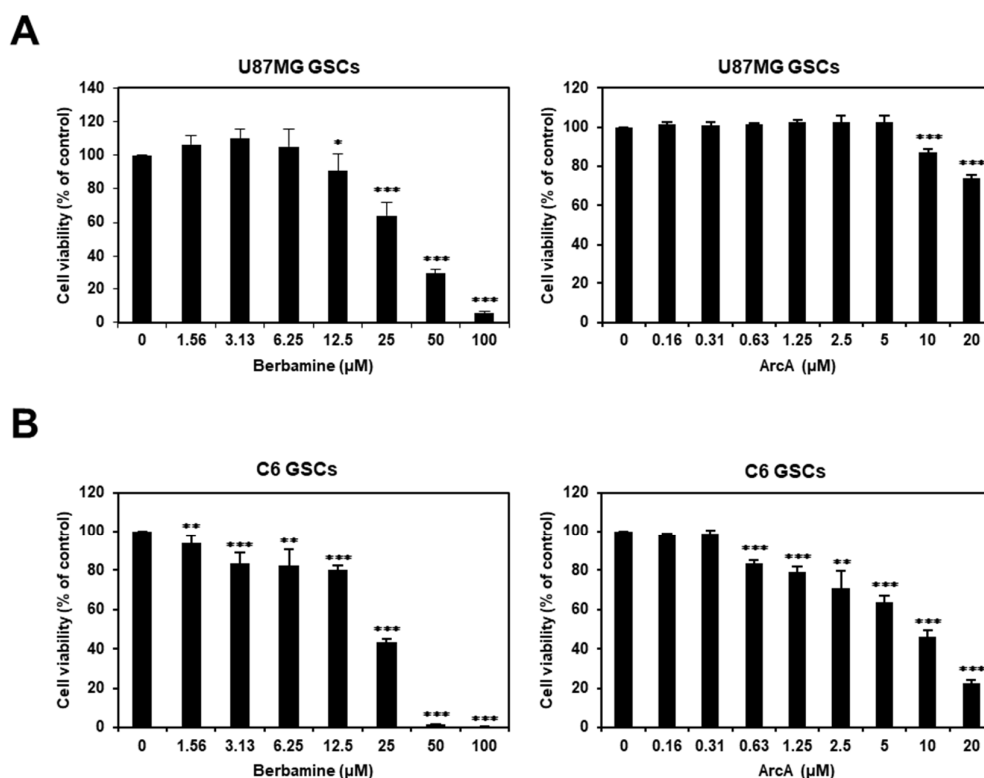 A
U87MG GSCs
140
120
100
80
60
40
20
0
Cell viability (% of control)
*
***
***
***
0 1.56 3.13 6.25 12.5 25 50 100
Berbamine (μM)
U87MG GSCs
120
100
80
60
40
20
0
Cell viability (% of control)
***
***
0 0.16 0.31 0.63 1.25 2.5 5 10 20
ArcA (μM)
B
C6 GSCs
120
100
80
60
40
20
0
Cell viability (% of control)
**
***
**
***
***
***
***
0 1.56 3.13 6.25 12.5 25 50 100
Berbamine (μM)
C6 GSCs
120
100
80
60
40
20
0
Cell viability (% of control)
***
***
**
***
***
***
0 0.16 0.31 0.63 1.25 2.5 5 10 20
ArcA (μM)